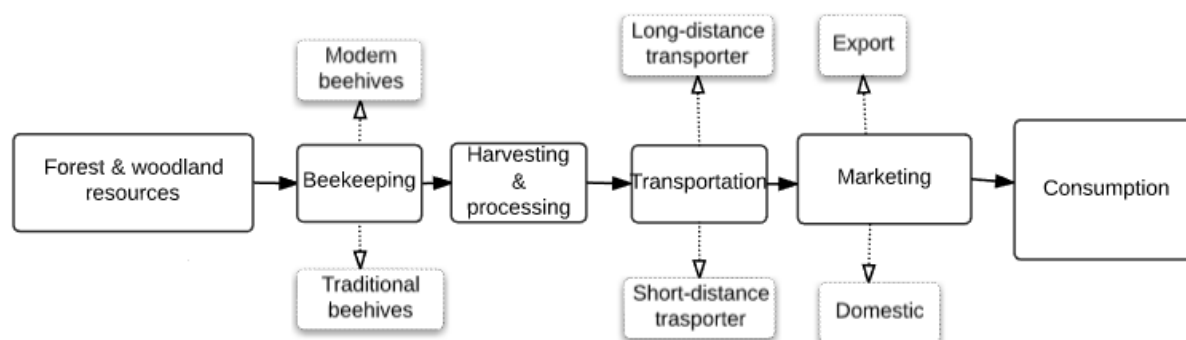 Modern
beehives
Long-distance
transporter
Export
Forest & woodland
resources
Beekeeping
Harvesting
&
processing
Transportation
Marketing
Consumption
Traditional
beehives
Short-distance
trasporter
Domestic